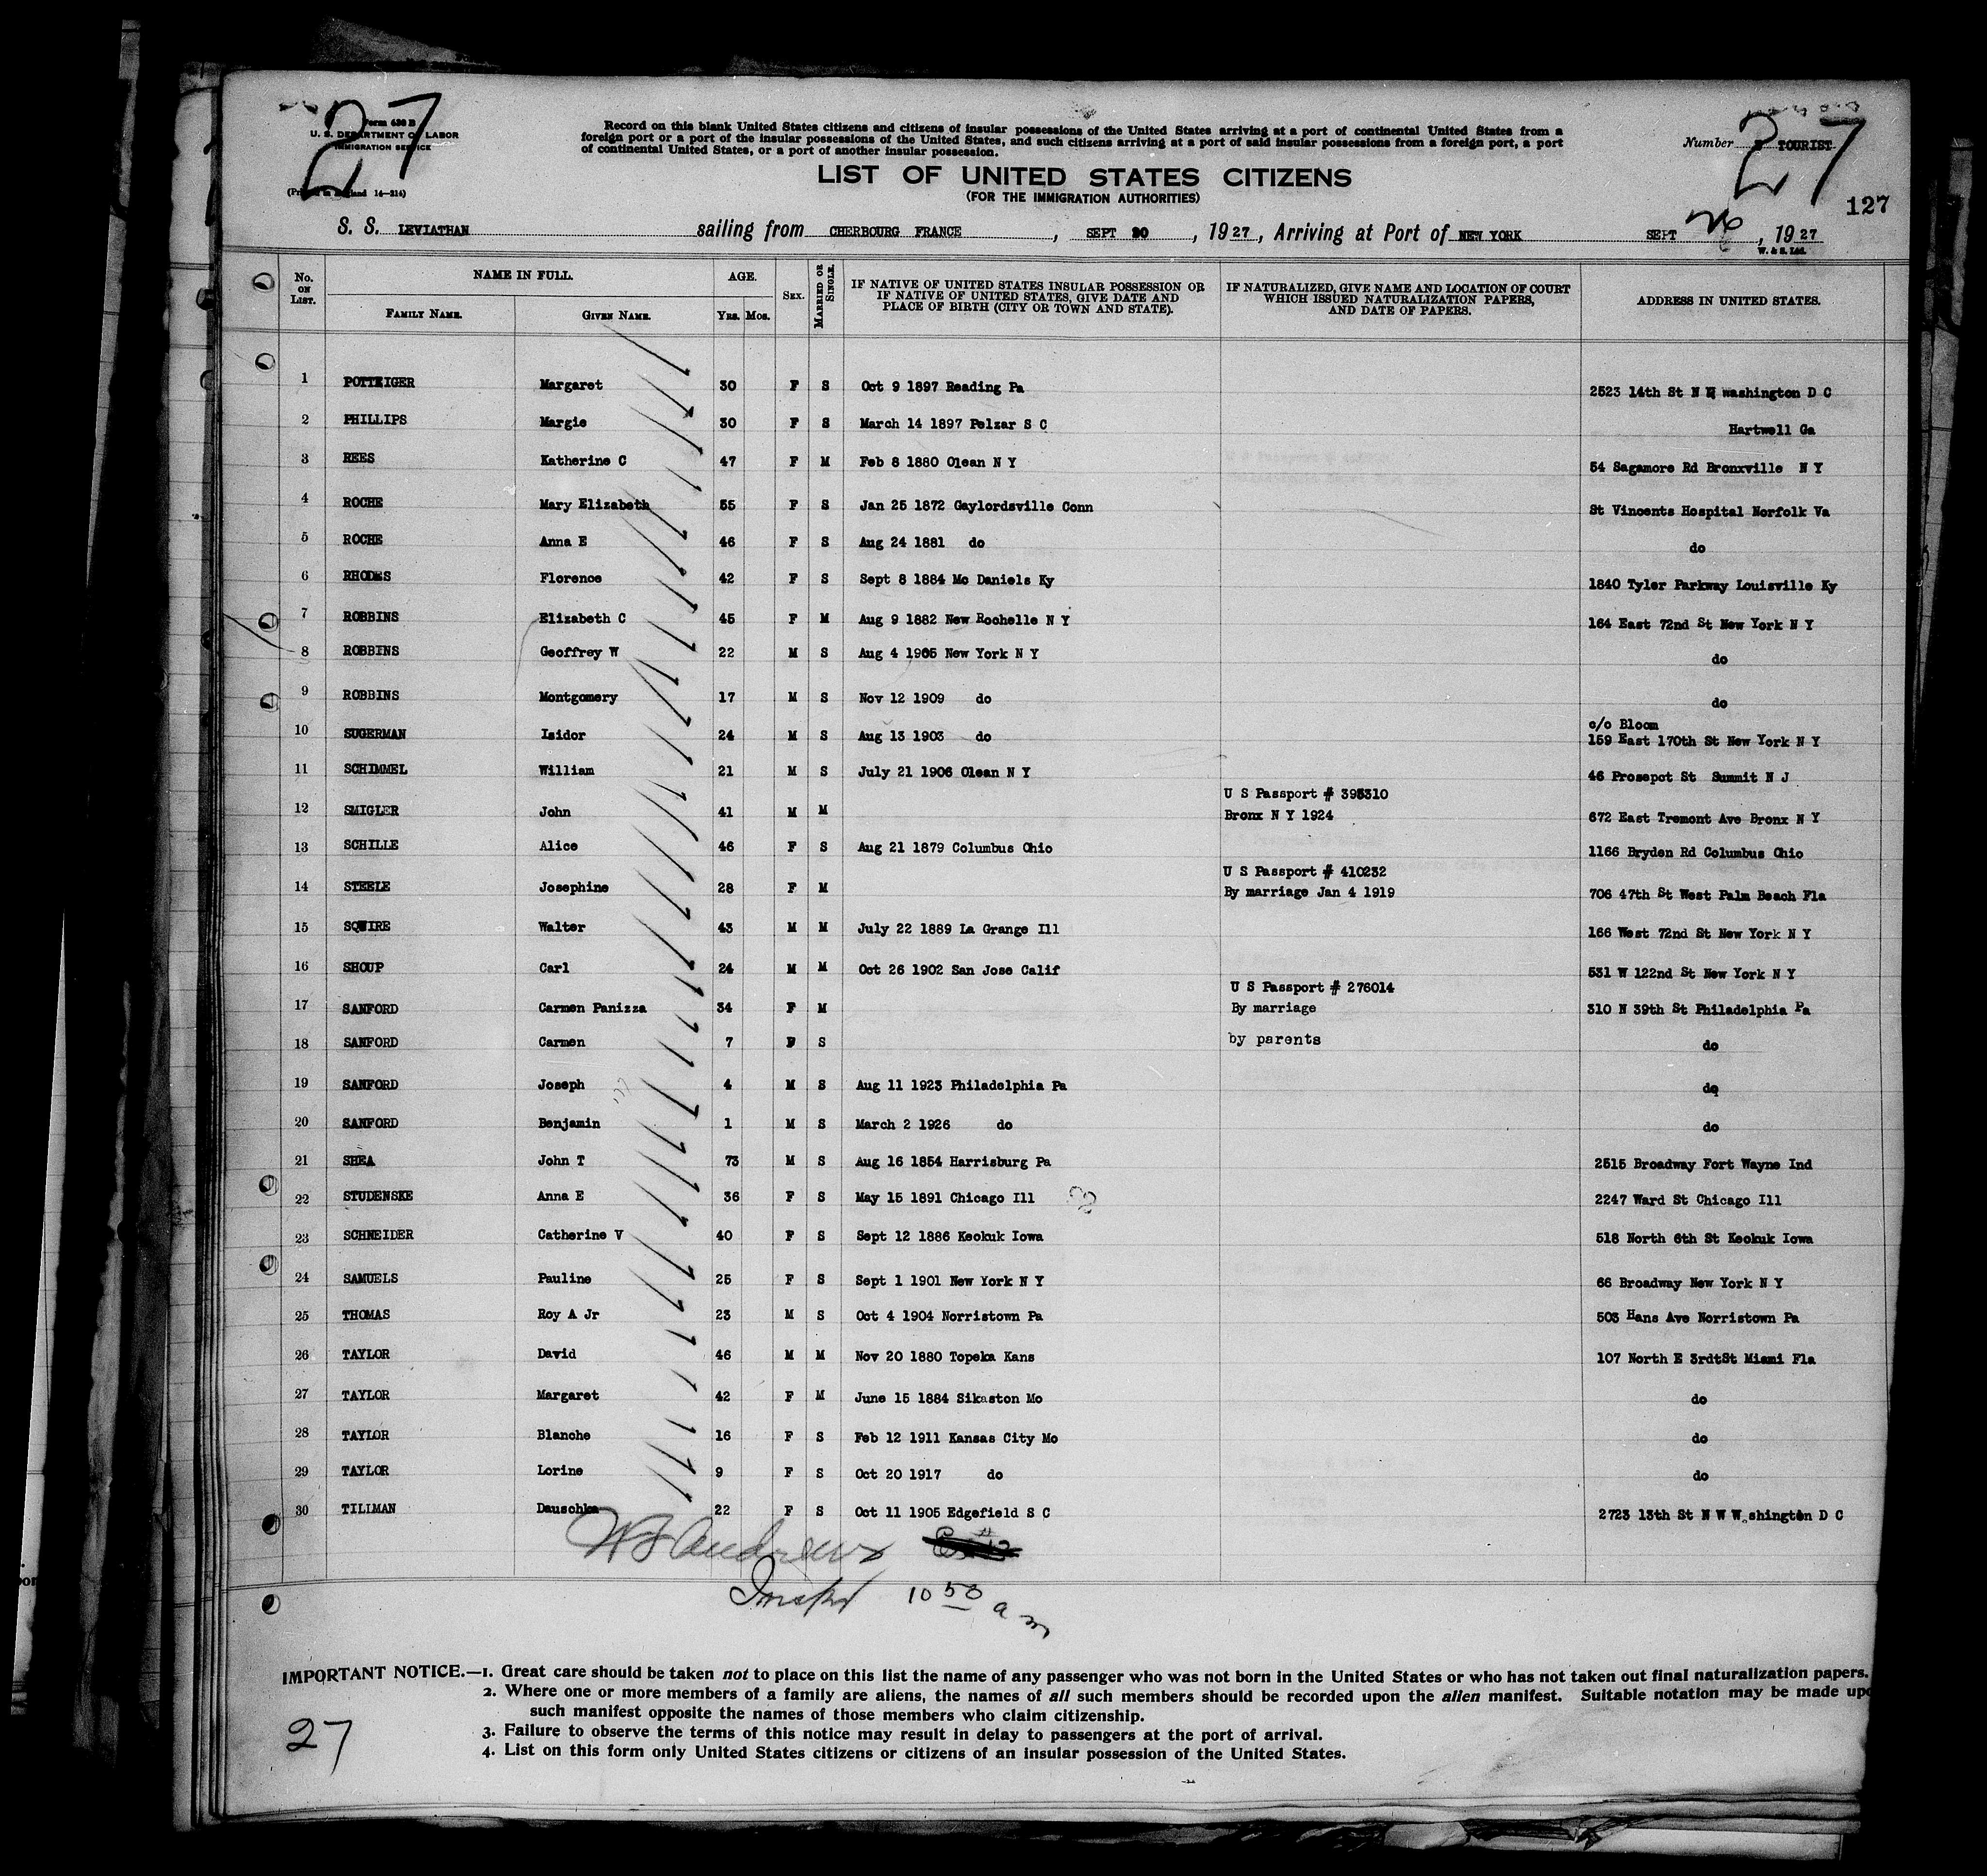 27
Form 630 B
U. S. DEPARTMENT OF LABOR
IMMIGRATION SERVICE
(Printed in England 14—214)
Record on this blank United States citizens and citizens of insular possessions of the United States arriving at a port of continental United States from a
foreign port or a port of the insular possessions of the United States, and such citizens arriving at a port of said insular possessions from a foreign port, a port
of continental United States, or a port of another insular possession.
LIST OF UNITED STATES CITIZENS
(FOR THE IMMIGRATION AUTHORITIES)
Number TOURIST
27
127
S. S. LEVIATHAN sailing from CHERBOURG FRANCE, SEPT 20, 1927, Arriving at Port of NEW YORK SEPT 26, 1927
W. & S. Ltd.
No. ON LIST. NAME IN FULL. FAMILY NAME. GIVEN NAME. AGE. YRS. MOS. SEX. MARRIED OR SINGLE. IF NATIVE OF UNITED STATES INSULAR POSSESSION OR IF NATIVE OF UNITED STATES, GIVE DATE AND PLACE OF BIRTH (CITY OR TOWN AND STATE). IF NATURALIZED, GIVE NAME AND LOCATION OF COURT WHICH ISSUED NATURALIZATION PAPERS, AND DATE OF PAPERS. ADDRESS IN UNITED STATES.
1 POTTEIGER Margaret 30 F S Oct 9 1897 Reading Pa 2523 14th St N W washington D C
2 PHILLIPS Margie 30 F S March 14 1897 Pelzar S C Hartwell Ga
3 REES Katherine C 47 F M Feb 8 1880 Olean N Y 54 Sagamore Rd Bronxville N Y
4 ROCHE Mary Elizabeth 55 F S Jan 25 1872 Gaylordsville Conn St Vincents Hospital Norfolk Va
5 ROCHE Anna E 46 F S Aug 24 1881 do do
6 RHODES Florence 42 F S Sept 8 1884 Mc Daniels Ky 1840 Tyler Parkway Louisville Ky
7 ROBBINS Elizabeth C 45 F M Aug 9 1882 New Rochelle N Y 164 East 72nd St New York N Y
8 ROBBINS Geoffrey W 22 M S Aug 4 1905 New York N Y do
9 ROBBINS Montgomery 17 M S Nov 12 1909 do do
10 SUGERMAN Isidor 24 M S Aug 13 1903 do c/o Bloom
159 East 170th St New York N Y
11 SCHIMMEL William 21 M S July 21 1906 Olean N Y 46 Prosepot St Summit N J
12 SMIGLER John 41 M M U S Passport # 395310
Bronx N Y 1924 672 East Tremont Ave Bronx N Y
13 SCHILLE Alice 46 F S Aug 21 1879 Columbus Ohio 1166 Bryden Rd Columbus Ohio
14 STEELE Josephine 28 F M U S Passport # 410232
By marriage Jan 4 1919 706 47th St West Palm Beach Fla
15 SQUIRE Walter 43 M M July 22 1889 La Grange Ill 166 West 72nd St New York N Y
16 SHOUP Carl 24 M M Oct 26 1902 San Jose Calif 531 W 122nd St New York N Y
17 SANFORD Carmen Panizza 34 F M U S Passport # 276014
By marriage 310 N 39th St Philadelphia Pa
18 SANFORD Carmen 7 F S by parents do
19 SANFORD Joseph 4 M S Aug 11 1923 Philadelphia Pa do
20 SANFORD Benjamin 1 M S March 2 1926 do do
21 SHEA John T 73 M S Aug 16 1854 Harrisburg Pa 2515 Broadway Fort Wayne Ind
22 STUDENSKE Anna E 36 F S May 15 1891 Chicago Ill 2247 Ward St Chicago Ill
23 SCHNEIDER Catherine V 40 F S Sept 12 1886 Keokuk Iowa 518 North 6th St Keokuk Iowa
24 SAMUELS Pauline 25 F S Sept 1 1901 New York N Y 66 Broadway New York N Y
25 THOMAS Roy A Jr 23 M S Oct 4 1904 Norristown Pa 503 Hans Ave Norristown Pa
26 TAYLOR David 46 M M Nov 20 1880 Topeka Kans 107 North E 3rdtSt Miami Fla
27 TAYLOR Margaret 42 F M June 15 1884 Sikaston Mo do
28 TAYLOR Blanche 16 F S Feb 12 1911 Kansas City Mo do
29 TAYLOR Lorine 9 F S Oct 20 1917 do do
30 TILLMAN Dauschka 22 F S Oct 11 1905 Edgefield S C 2723 13th St N W Washington D C
Andrews
10 50 a m
IMPORTANT NOTICE.—1. Great care should be taken not to place on this list the name of any passenger who was not born in the United States or who has not taken out final naturalization papers.
2. Where one or more members of a family are aliens, the names of all such members should be recorded upon the alien manifest. Suitable notation may be made upo
such manifest opposite the names of those members who claim citizenship.
3. Failure to observe the terms of this notice may result in delay to passengers at the port of arrival.
4. List on this form only United States citizens or citizens of an insular possession of the United States.
27